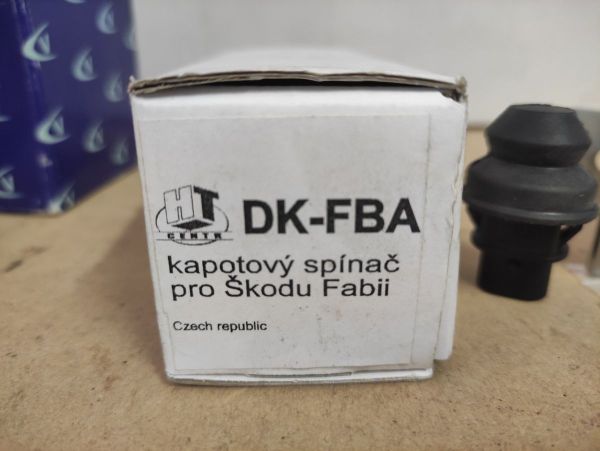 HT
CENTR
DK-FBA
kapotový spínač
pro Škodu Fabii
Czech republic